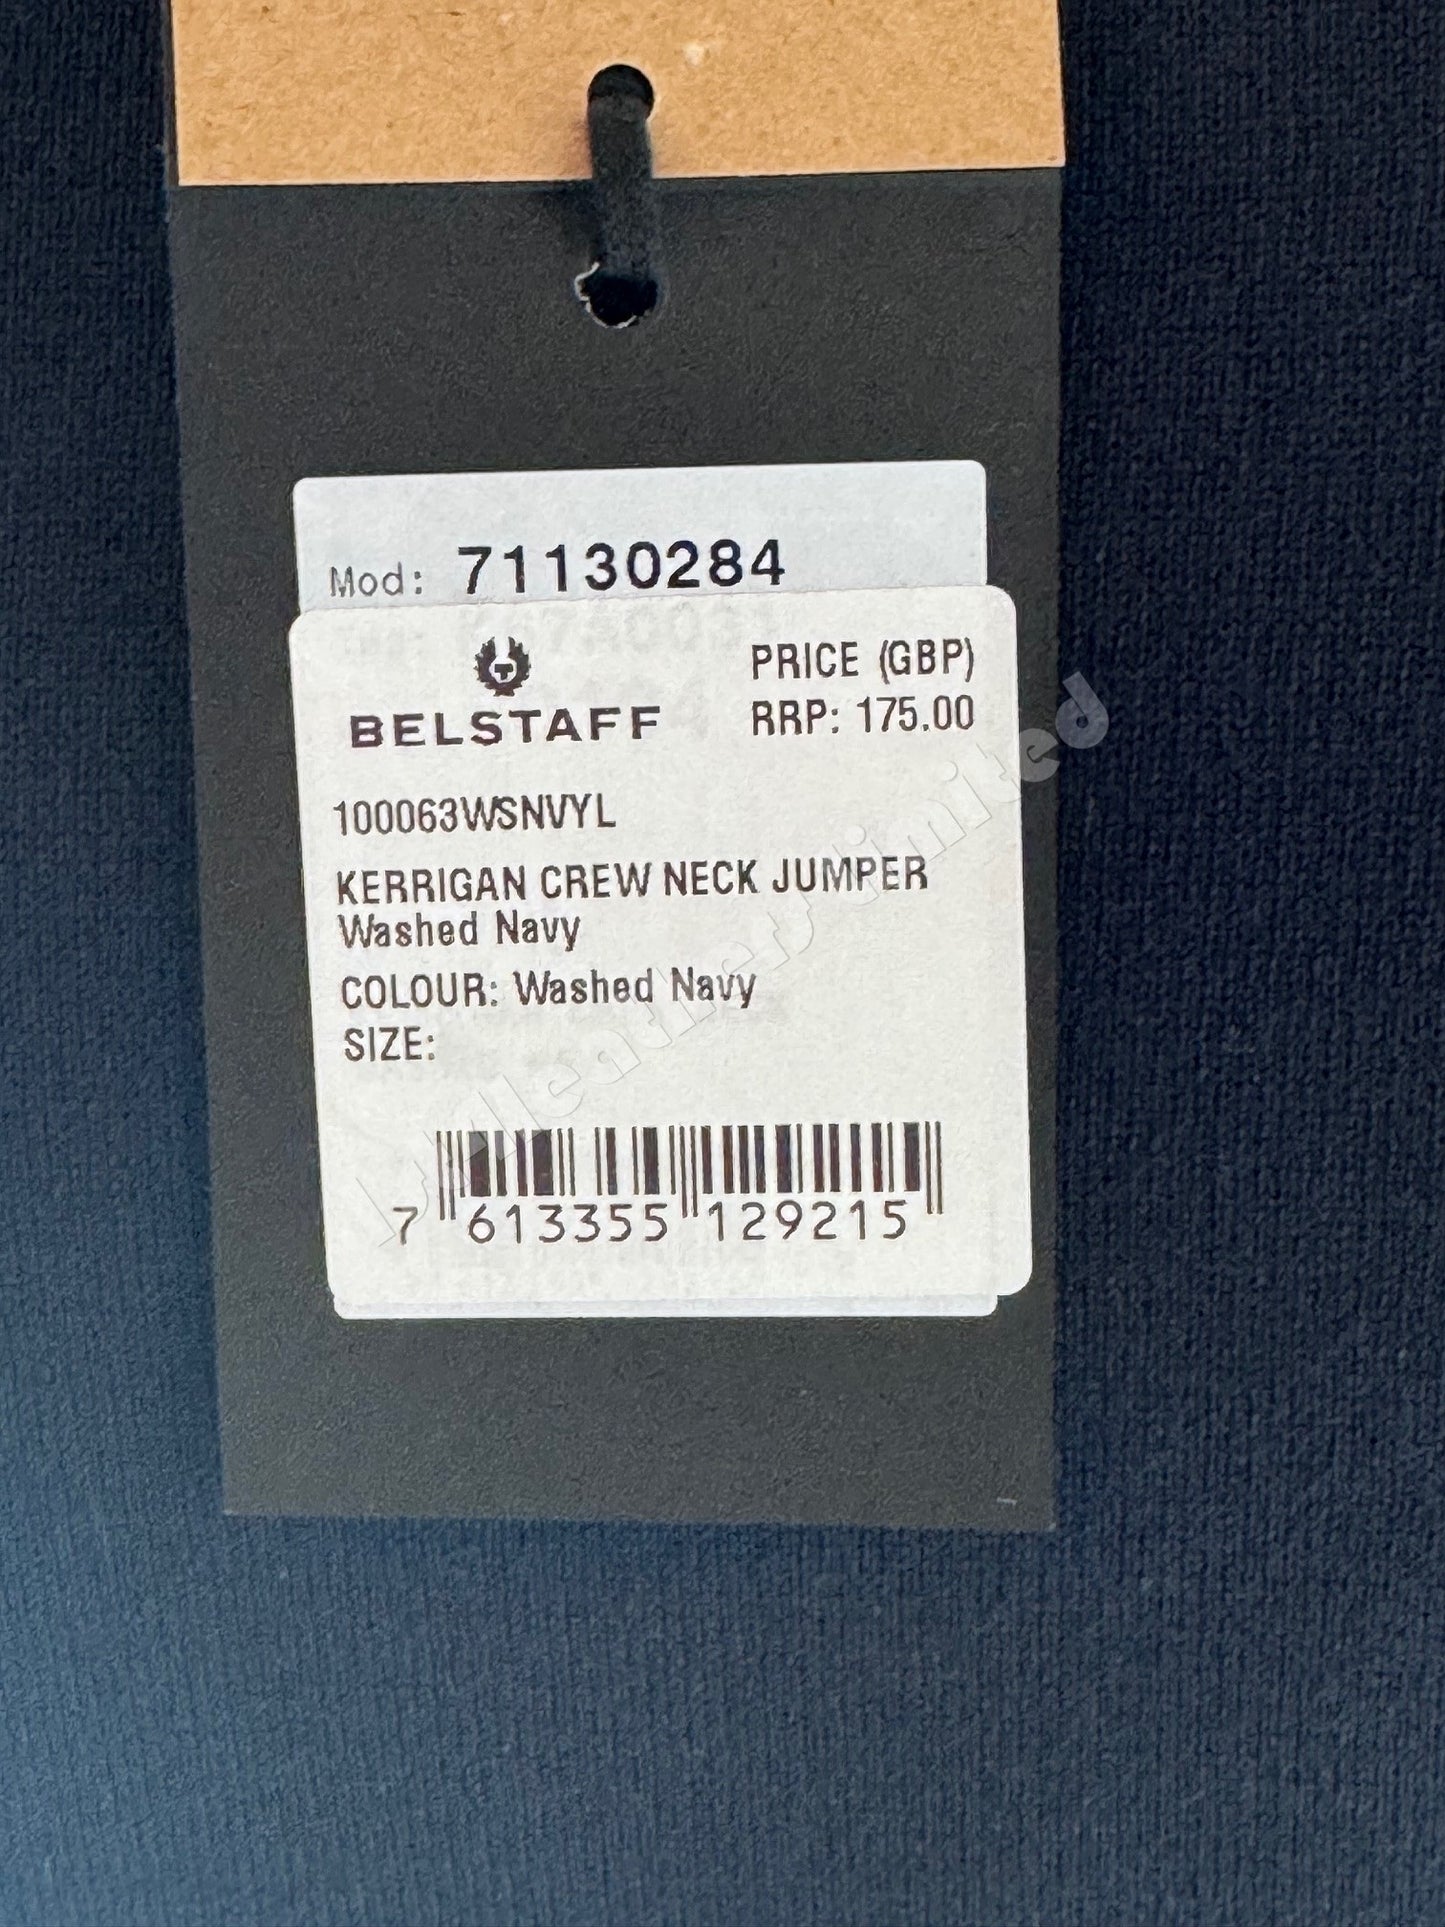 Mod: 71130284
BELSTAFF
PRICE (GBP)
RRP: 175.00
100063WSNVYL
KERRIGAN CREW NECK JUMPER
Washed Navy
COLOUR: Washed Navy
SIZE:
7 613355 129215